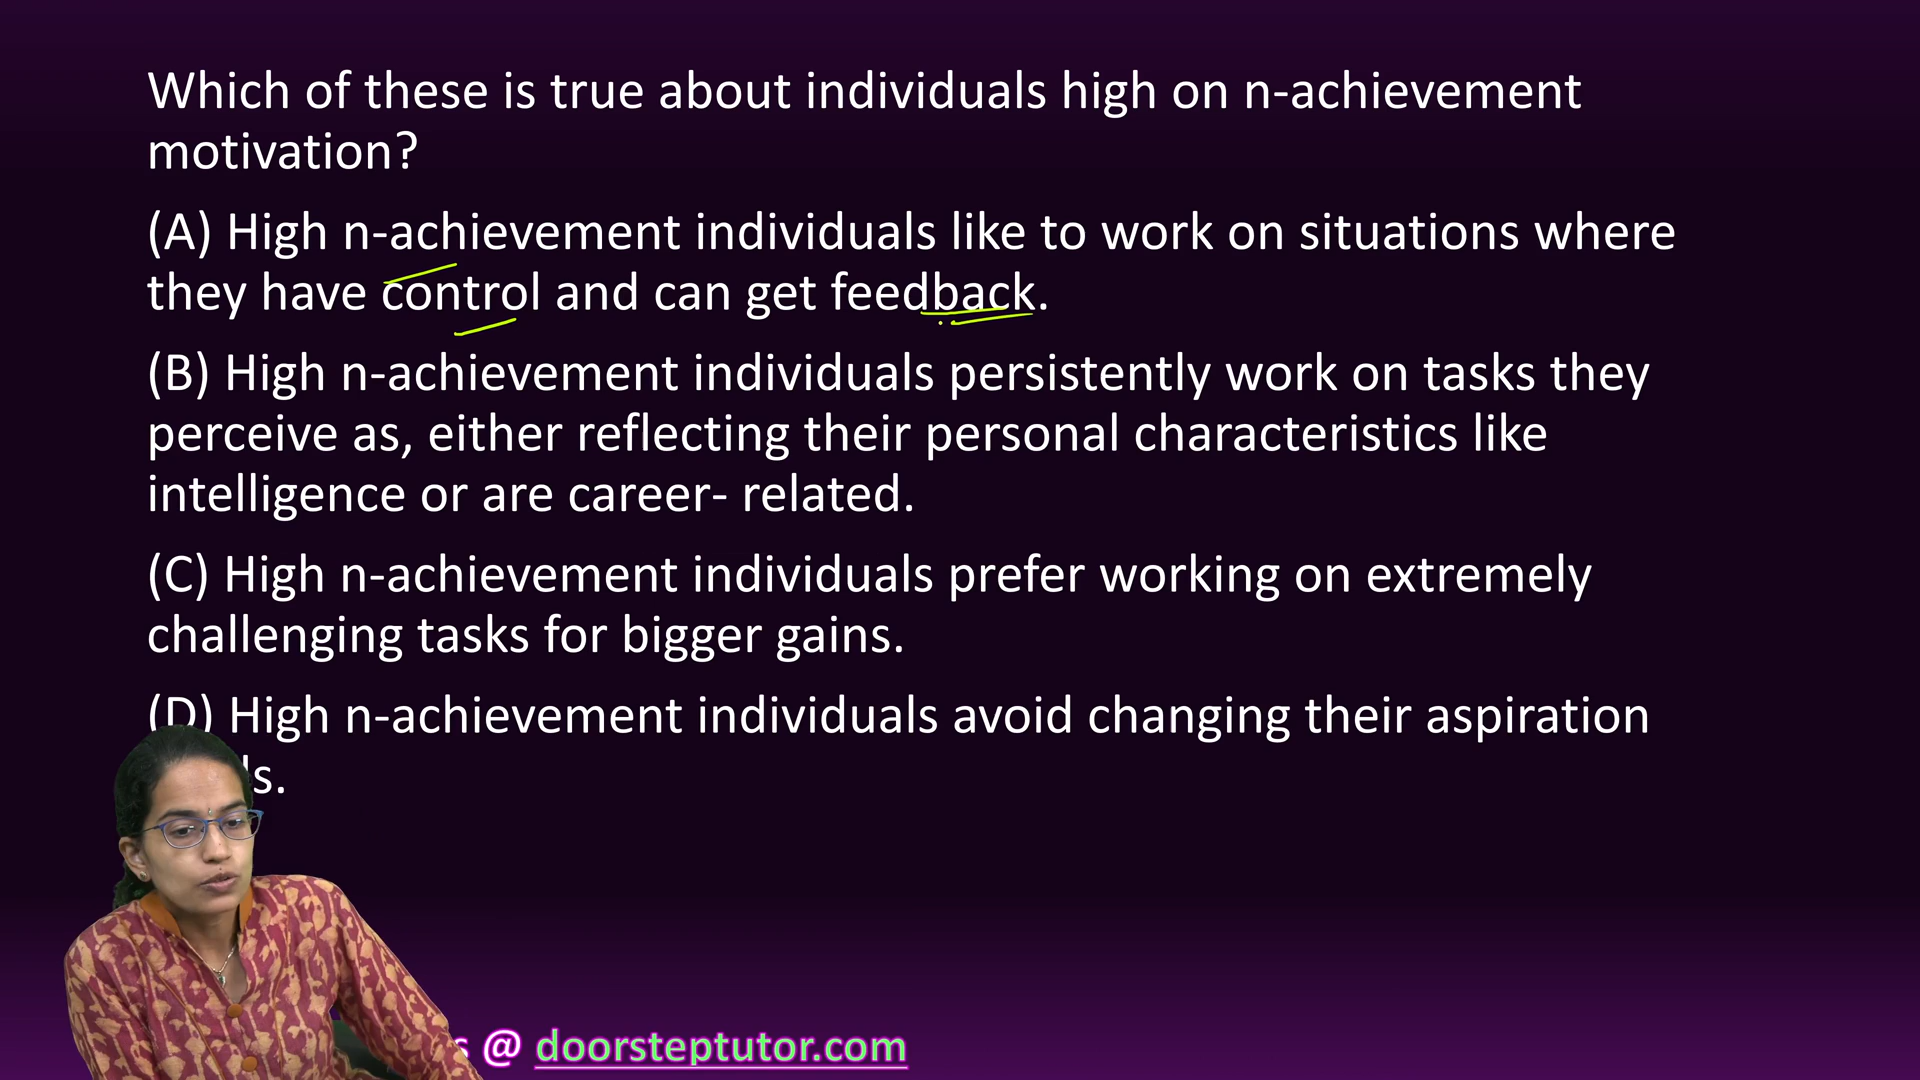 Which of these is true about individuals high on n-achievement
motivation?
(A) High n-achievement individuals like to work on situations where
they have control and can get feedback.
(B) High n-achievement individuals persistently work on tasks they
perceive as, either reflecting their personal characteristics like
intelligence or are career- related.
(C) High n-achievement individuals prefer working on extremely
challenging tasks for bigger gains.
(D) High n-achievement individuals avoid changing their aspiration
@ doorsteptutor.com